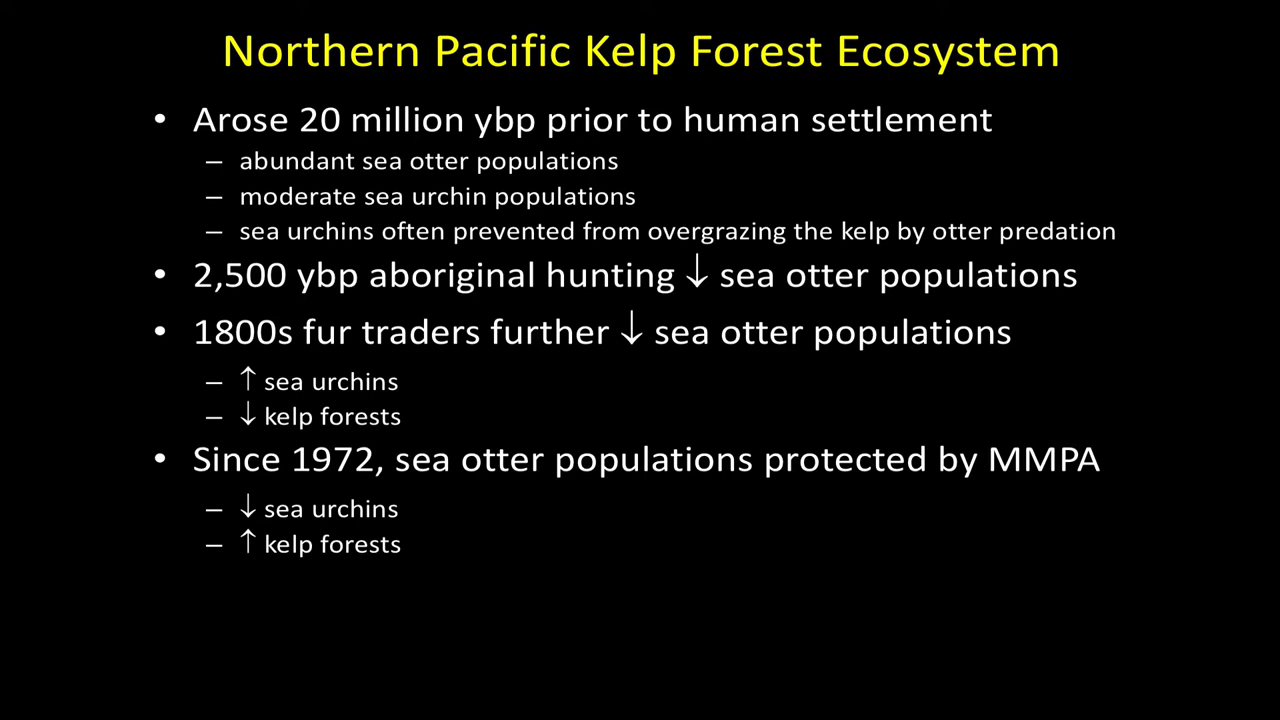 Northern Pacific Kelp Forest Ecosystem
• Arose 20 million ybp prior to human settlement
– abundant sea otter populations
– moderate sea urchin populations
– sea urchins often prevented from overgrazing the kelp by otter predation
• 2,500 ybp aboriginal hunting ↓ sea otter populations
• 1800s fur traders further ↓ sea otter populations
– ↑ sea urchins
– ↓ kelp forests
• Since 1972, sea otter populations protected by MMPA
– ↓ sea urchins
– ↑ kelp forests